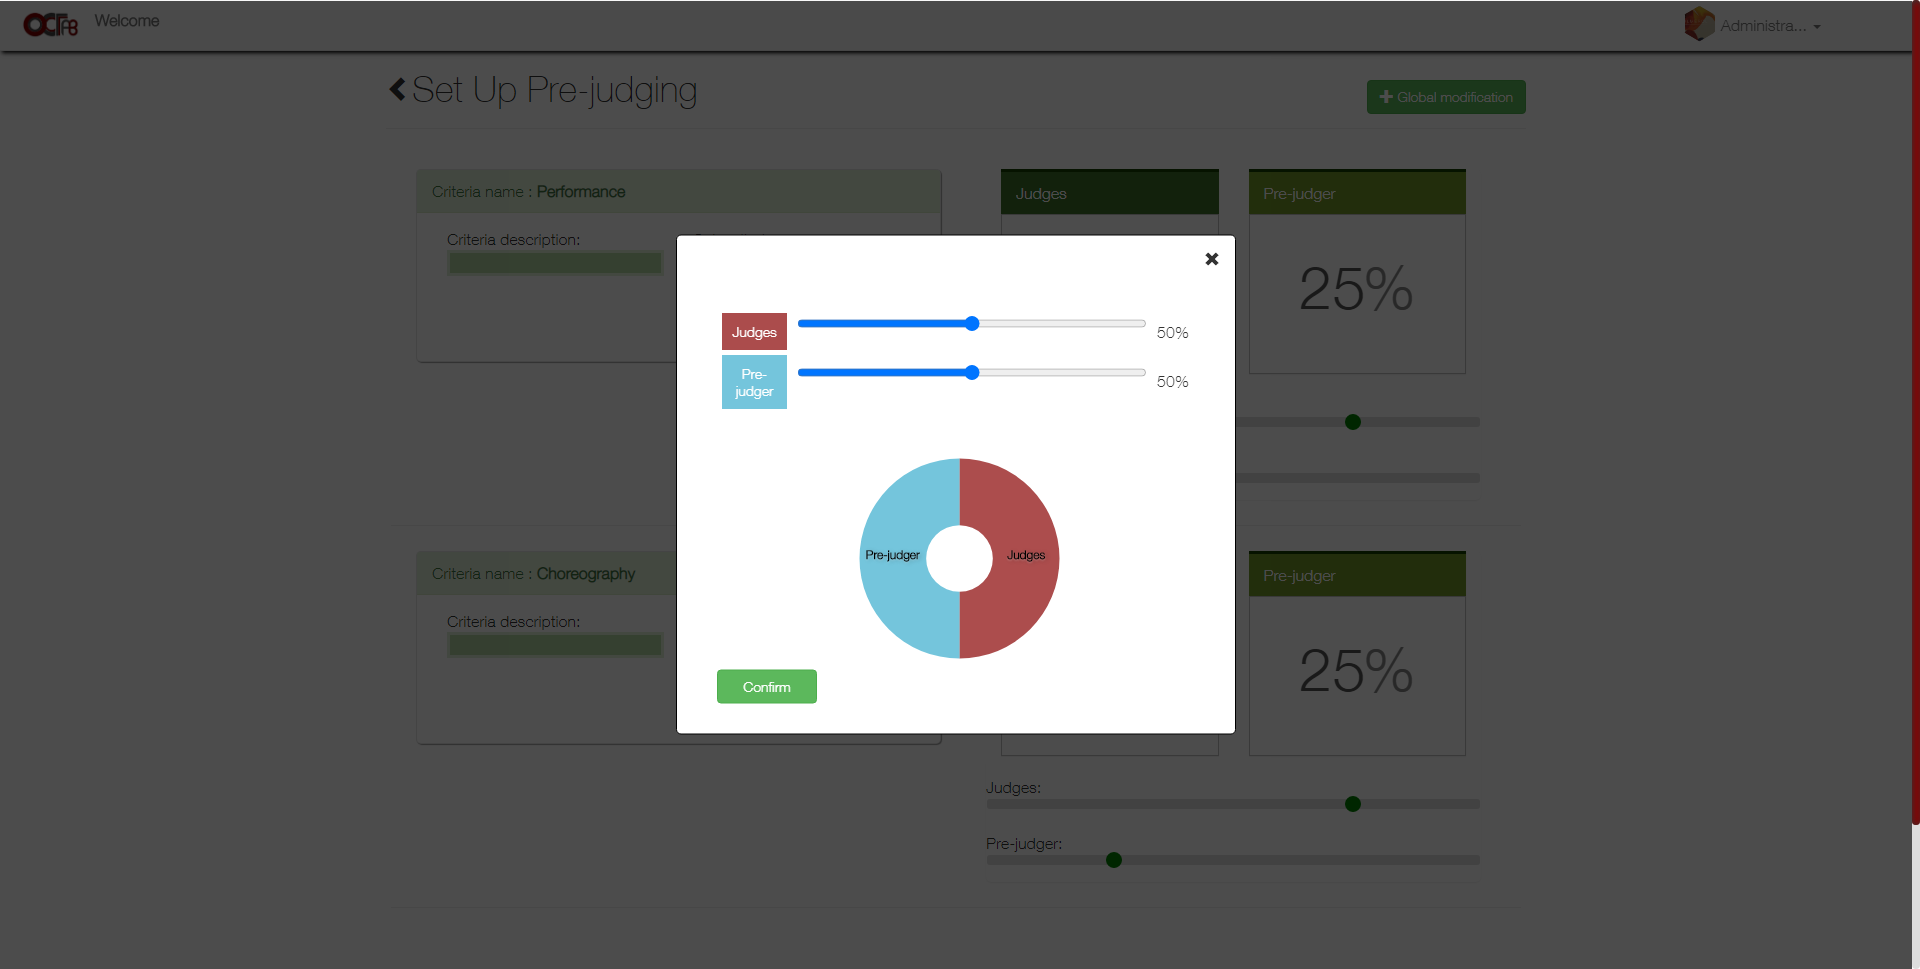 OCTFAB Welcome Administra...
Set Up Pre-judging
Global modification
Criteria name : Performance
Judges
Pre-judger
Criteria description:
25%
Judges
50%
Pre-
judger
50%
Pre-judger
Judges
Criteria name : Choreography
Pre-judger
Criteria description:
25%
Confirm
Judges:
Pre-judger: